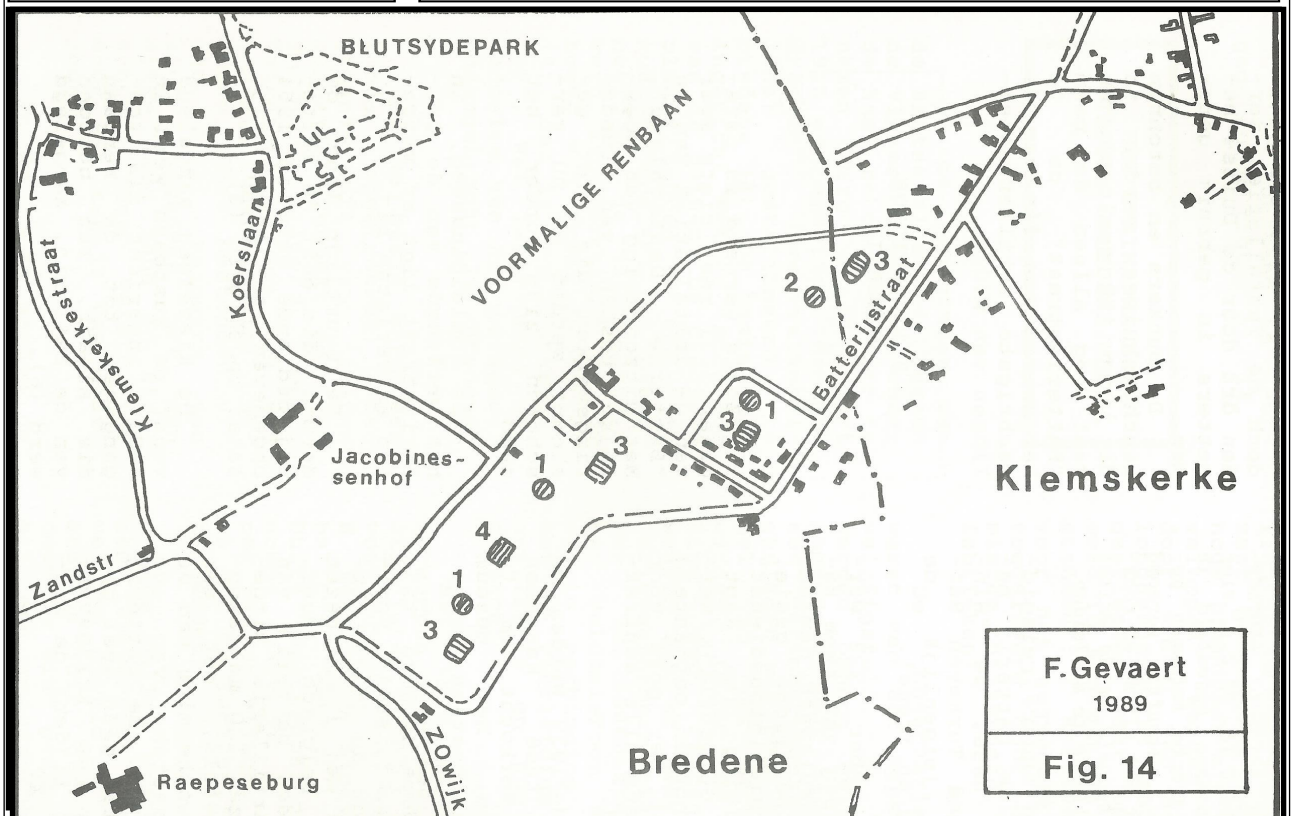 BLUTSYDEPARK
VOORMALIGE RENBAAN
Koerslaan
Klemskerkestraat
3
2
Batterijstraat
1
3
Jacobines-
senhof
3
1
Klemskerke
4
Zandstr
1
3
F.Gevaert
1989
Bredene
Fig. 14
Raepeseburg
ZOwijk